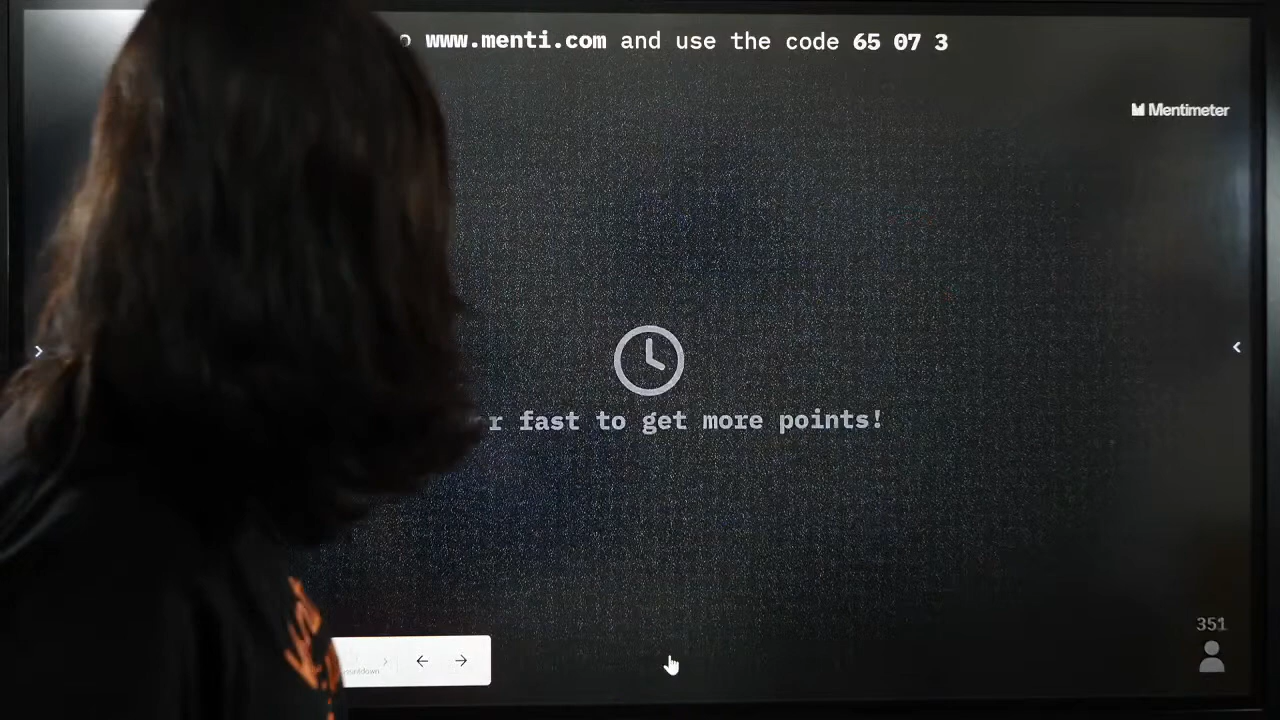 www.menti.com and use the code 65 07 3
Mentimeter
fast to get more points!
351